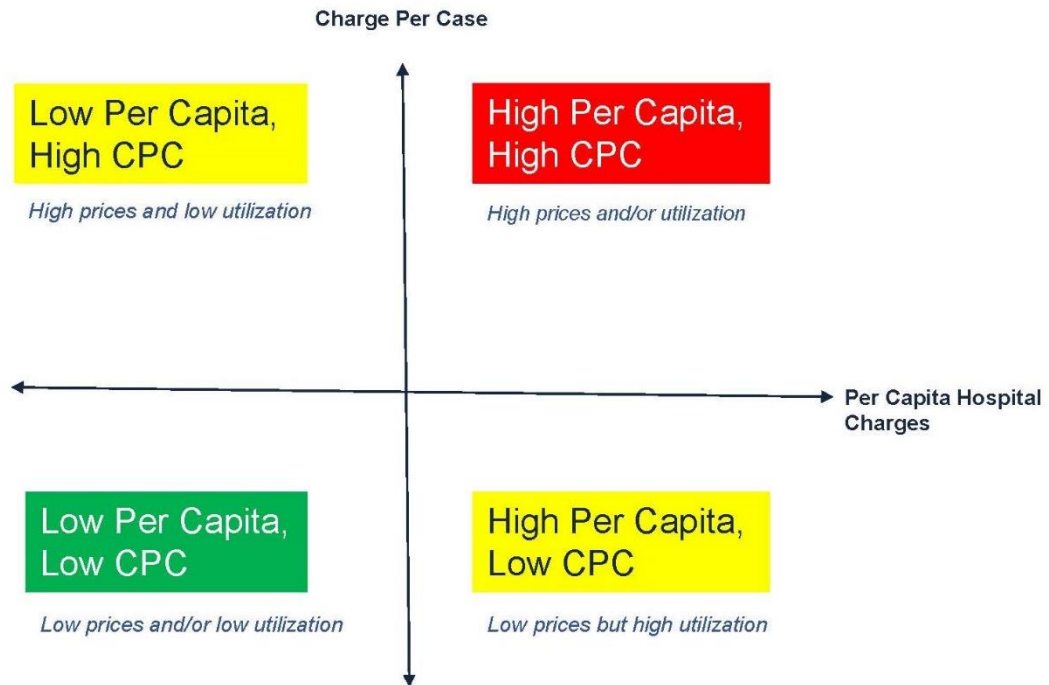 Charge Per Case
Low Per Capita,
High CPC
High prices and low utilization
High Per Capita,
High CPC
High prices and/or utilization
Per Capita Hospital
Charges
Low Per Capita,
Low CPC
Low prices and/or low utilization
High Per Capita,
Low CPC
Low prices but high utilization